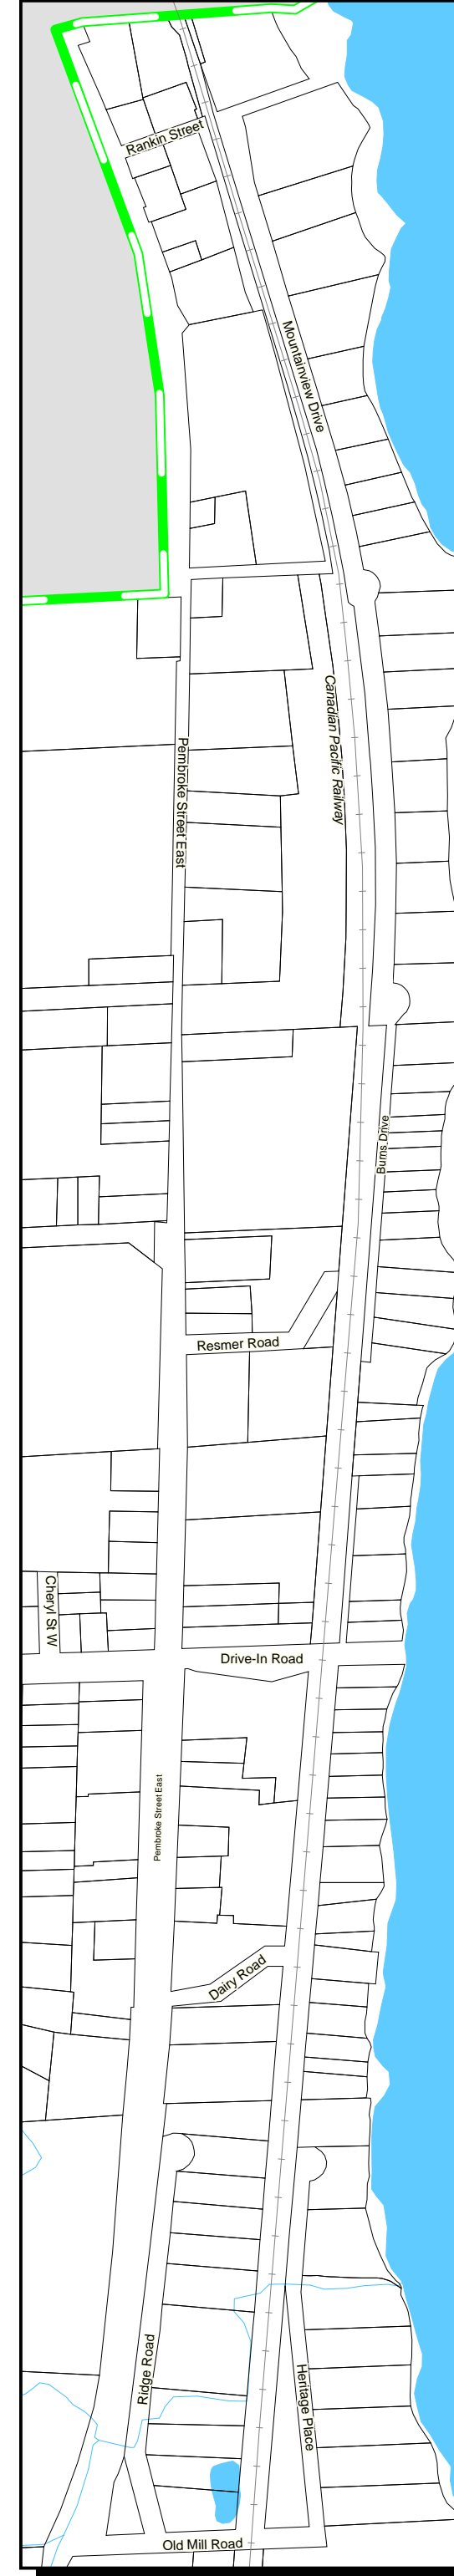 Rankin Street
Mountainview Drive
Canadian Pacific Railway
Pembroke Street East
Burns Drive
Resmer Road
Cheryl St W
Drive-In Road
Pembroke Street East
Dairy Road
Ridge Road
Heritage Place
Old Mill Road